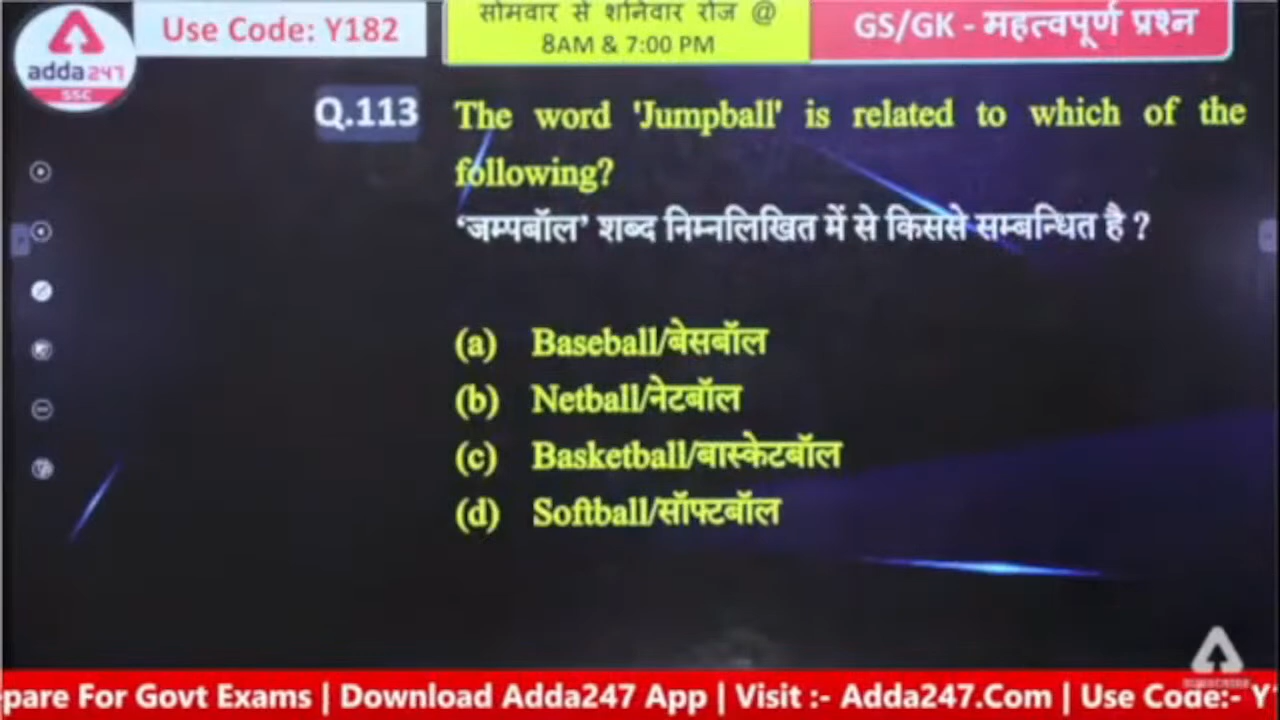 adda247
SSC
Use Code: Y182
सोमवार से शनिवार रोज @
8AM & 7:00 PM
GS/GK - महत्वपूर्ण प्रश्न
Q.113
The word 'Jumpball' is related to which of the
following?
‘जम्पबॉल’ शब्द निम्नलिखित में से किससे सम्बन्धित है ?
(a) Baseball/बेसबॉल
(b) Netball/नेटबॉल
(c) Basketball/बास्केटबॉल
(d) Softball/सॉफ्टबॉल
pare For Govt Exams | Download Adda247 App | Visit :- Adda247.Com | Use Code:- Y